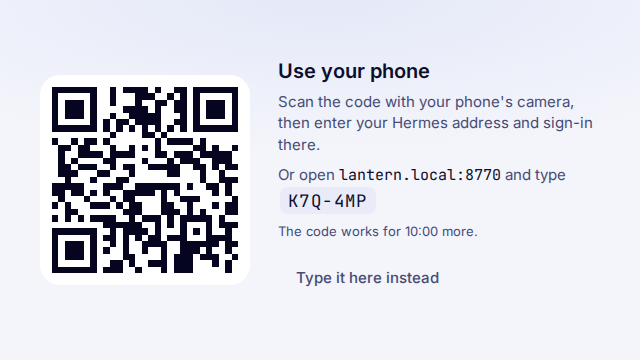 Use your phone
Scan the code with your phone's camera,
then enter your Hermes address and sign-in
there.
Or open lantern.local:8770 and type
K7Q-4MP
The code works for 10:00 more.
Type it here instead